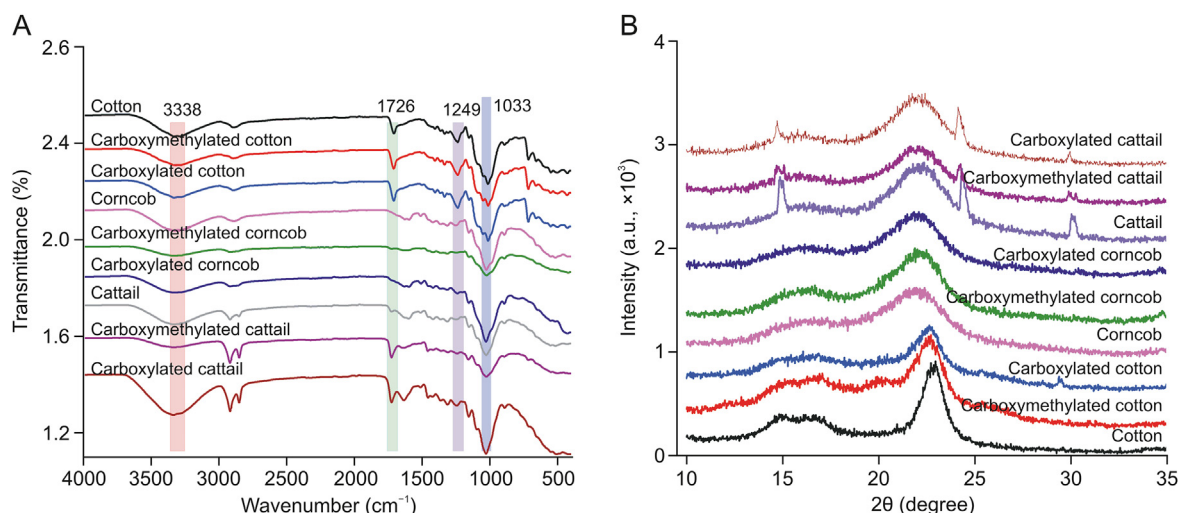 A
2.6
2.4
2.0
1.6
1.2
Transmittance (%)
3338
1726
1249
1033
Cotton
Carboxymethylated cotton
Carboxylated cotton
Corncob
Carboxymethylated corncob
Carboxylated corncob
Cattail
Carboxymethylated cattail
Carboxylated cattail
4000 3500 3000 2500 2000 1500 1000 500
Wavenumber (cm⁻¹)
B
4
3
2
1
0
Intensity (a.u., ×10³)
Carboxylated cattail
Carboxymethylated cattail
Cattail
Carboxylated corncob
Carboxymethylated corncob
Corncob
Carboxylated cotton
Carboxymethylated cotton
Cotton
10 15 20 25 30 35
2θ (degree)